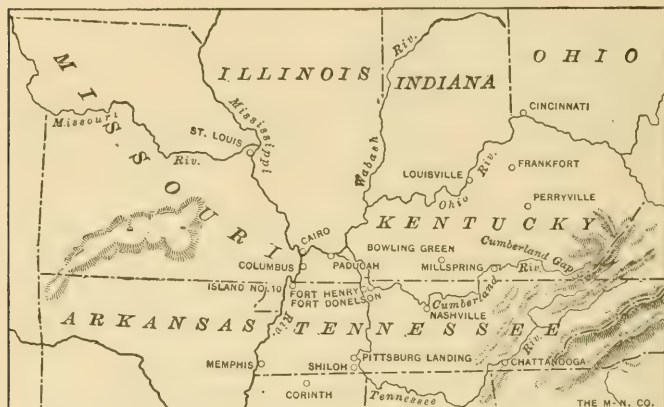 MISSOURI
ILLINOIS
INDIANA
OHIO
Riv.
Missouri
Riv.
ST. LOUIS
Mississippi
Wabash
CINCINNATI
LOUISVILLE
Ohio
Riv.
FRANKFORT
PERRYVILLE
KENTUCKY
CAIRO
COLUMBUS
PADUCAH
BOWLING GREEN
MILLSPRING
Cumberland Gap
Riv.
ISLAND NO. 10
FORT HENRY
FORT DONELSON
Cumberland
NASHVILLE
ARKANSAS
TENNESSEE
Riv.
Riv.
MEMPHIS
PITTSBURG LANDING
SHILOH
CHATTANOOGA
CORINTH
Tennessee
THE M.-N. CO.